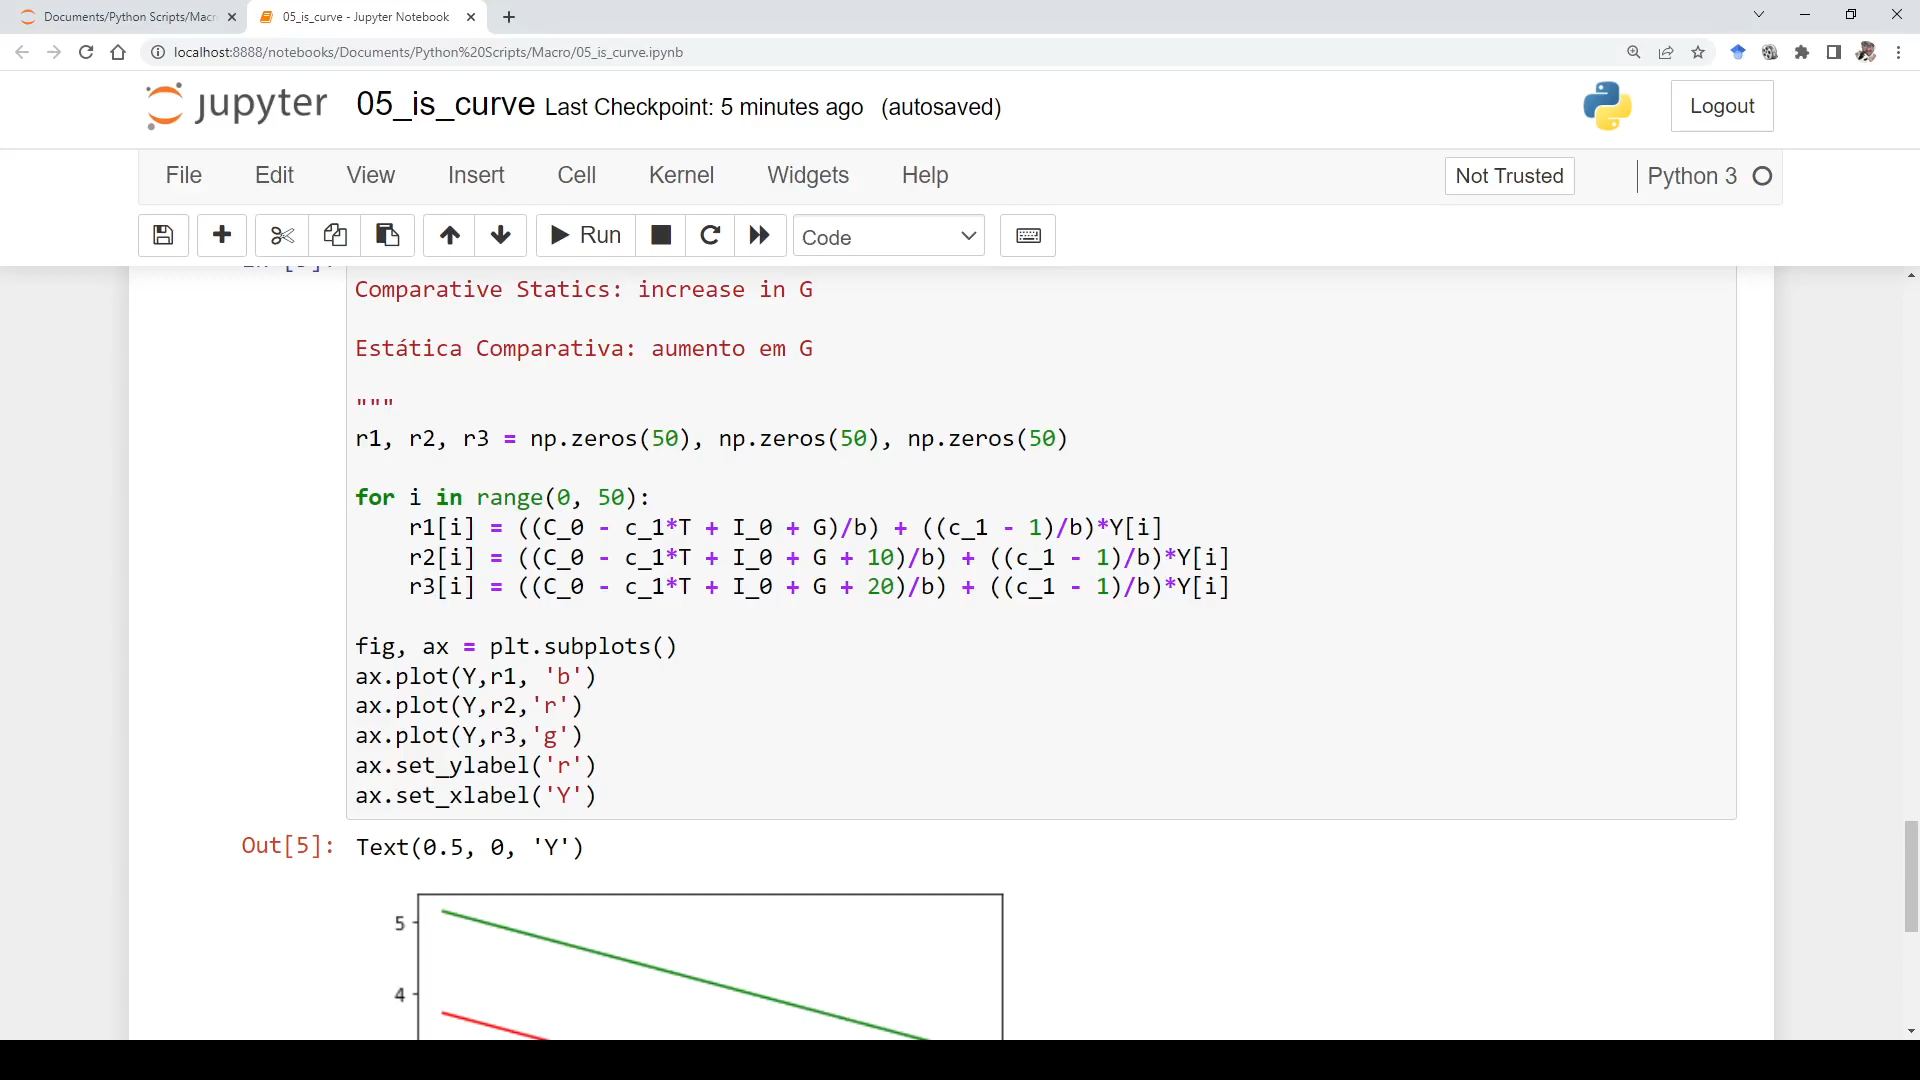 Documents/Python Scripts/Macr
05_is_curve - Jupyter Notebook
localhost:8888/notebooks/Documents/Python%20Scripts/Macro/05_is_curve.ipynb
jupyter 05_is_curve Last Checkpoint: 5 minutes ago (autosaved)
Logout
File Edit View Insert Cell Kernel Widgets Help
Not Trusted
Python 3
Run
Code
Comparative Statics: increase in G
Estática Comparativa: aumento em G
"""
r1, r2, r3 = np.zeros(50), np.zeros(50), np.zeros(50)
for i in range(0, 50):
    r1[i] = ((C_0 - c_1*T + I_0 + G)/b) + ((c_1 - 1)/b)*Y[i]
    r2[i] = ((C_0 - c_1*T + I_0 + G + 10)/b) + ((c_1 - 1)/b)*Y[i]
    r3[i] = ((C_0 - c_1*T + I_0 + G + 20)/b) + ((c_1 - 1)/b)*Y[i]
fig, ax = plt.subplots()
ax.plot(Y,r1, 'b')
ax.plot(Y,r2,'r')
ax.plot(Y,r3,'g')
ax.set_ylabel('r')
ax.set_xlabel('Y')
Out[5]: Text(0.5, 0, 'Y')
5
4